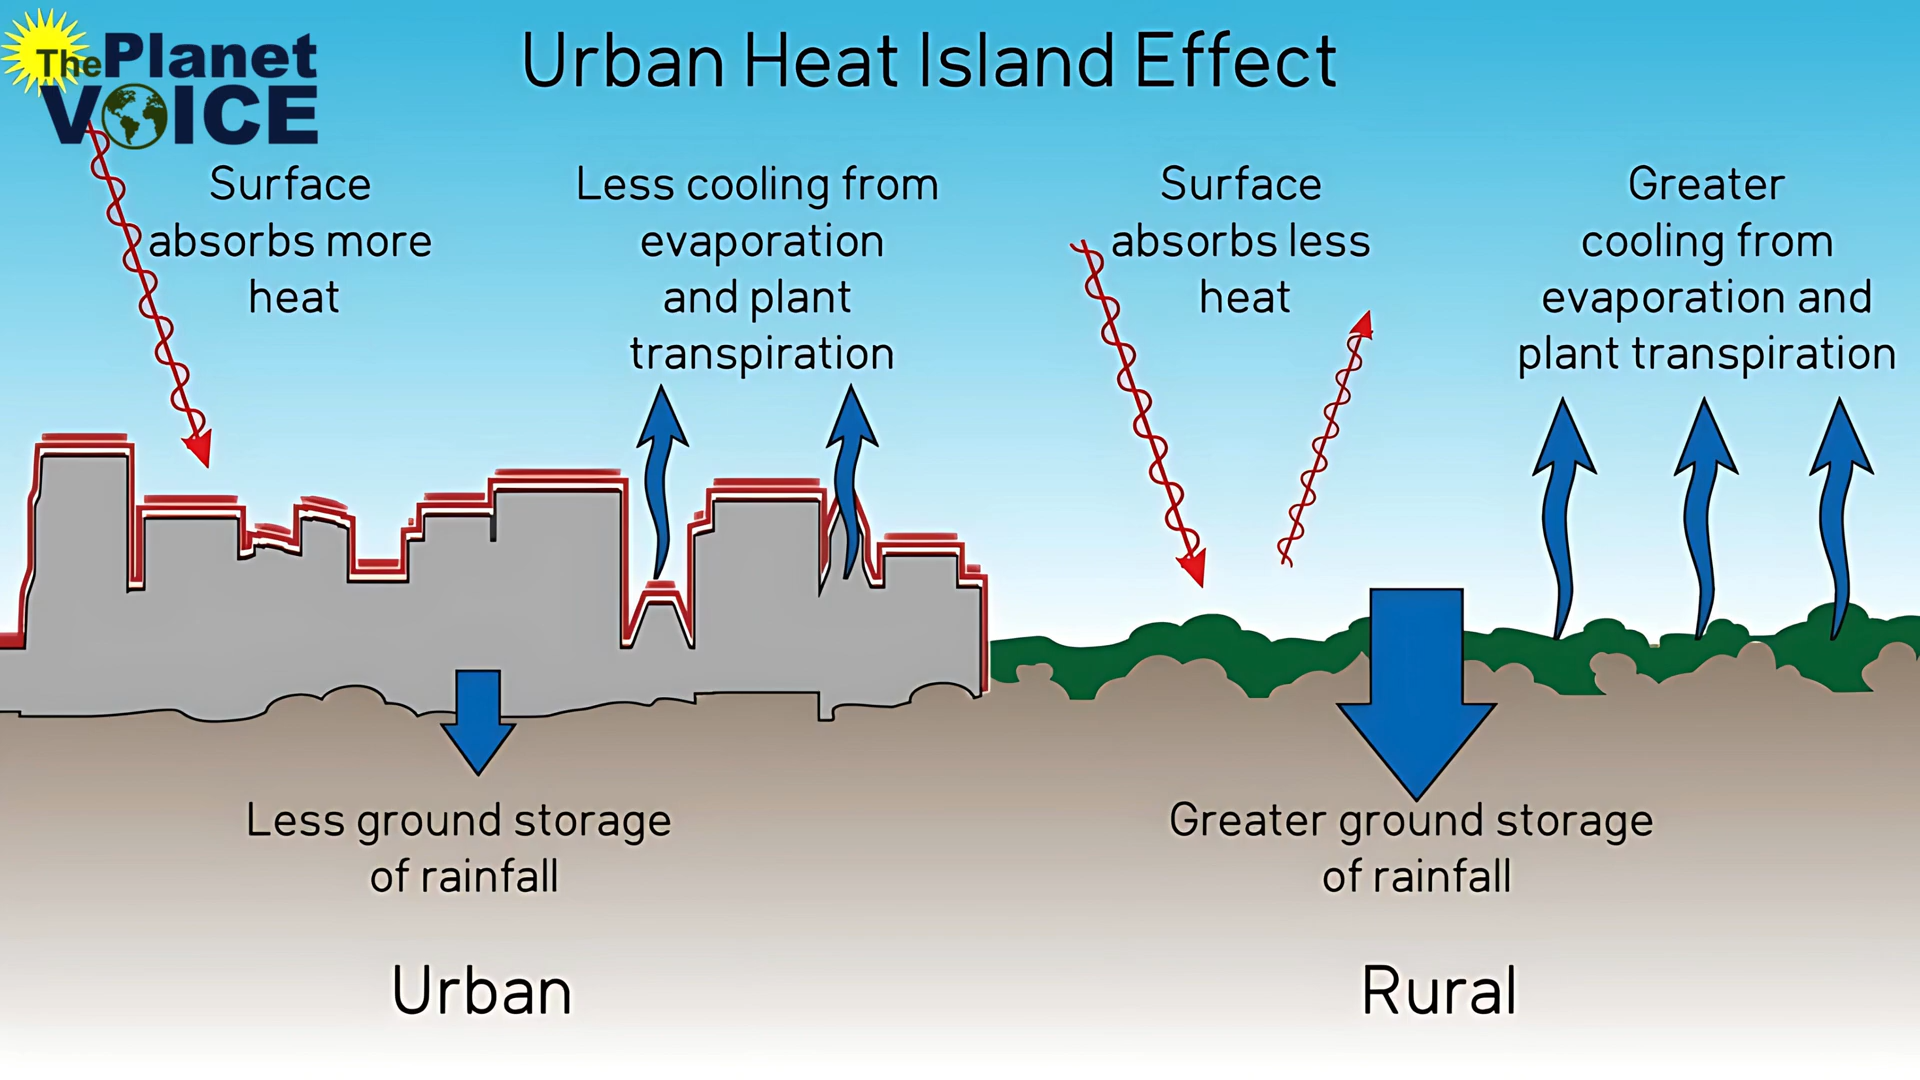 The Planet
VOICE
Urban Heat Island Effect
Surface
absorbs more
heat
Less cooling from
evaporation
and plant
transpiration
Surface
absorbs less
heat
Greater
cooling from
evaporation and
plant transpiration
Less ground storage
of rainfall
Greater ground storage
of rainfall
Urban
Rural